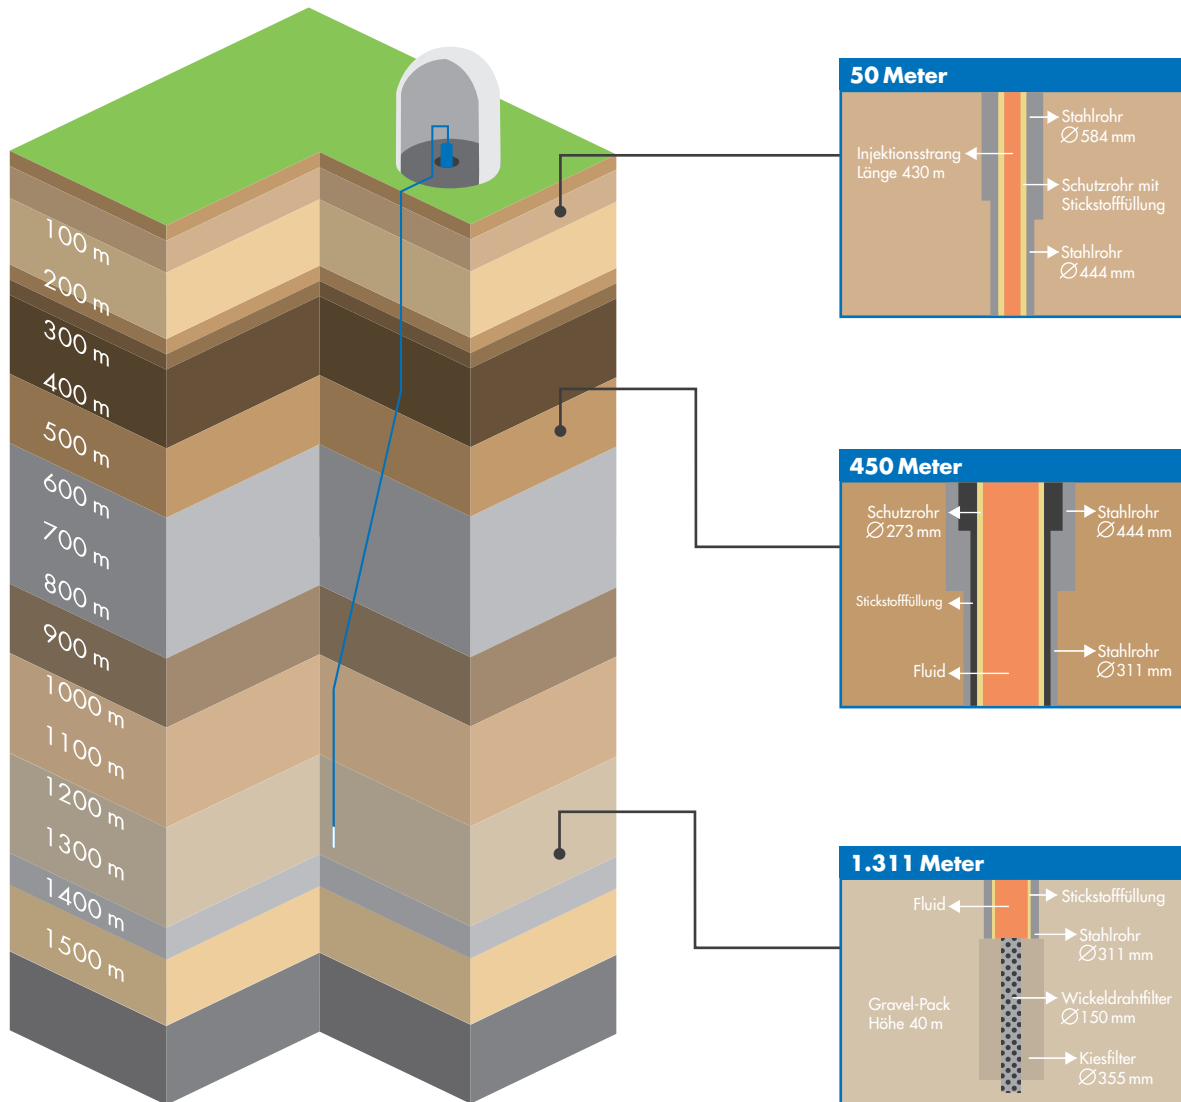 100 m
200 m
300 m
400 m
500 m
600 m
700 m
800 m
900 m
1000 m
1100 m
1200 m
1300 m
1400 m
1500 m
50 Meter
Stahlrohr
Ø 584 mm
Injektionsstrang
Länge 430 m
Schutzrohr mit
Stickstofffüllung
Stahlrohr
Ø 444 mm
450 Meter
Schutzrohr
Ø 273 mm
Stahlrohr
Ø 444 mm
Stickstofffüllung
Stahlrohr
Ø 311 mm
Fluid
1.311 Meter
Fluid
Stickstofffüllung
Stahlrohr
Ø 311 mm
Gravel-Pack
Höhe 40 m
Wickeldrahtfilter
Ø 150 mm
Kiesfilter
Ø 355 mm